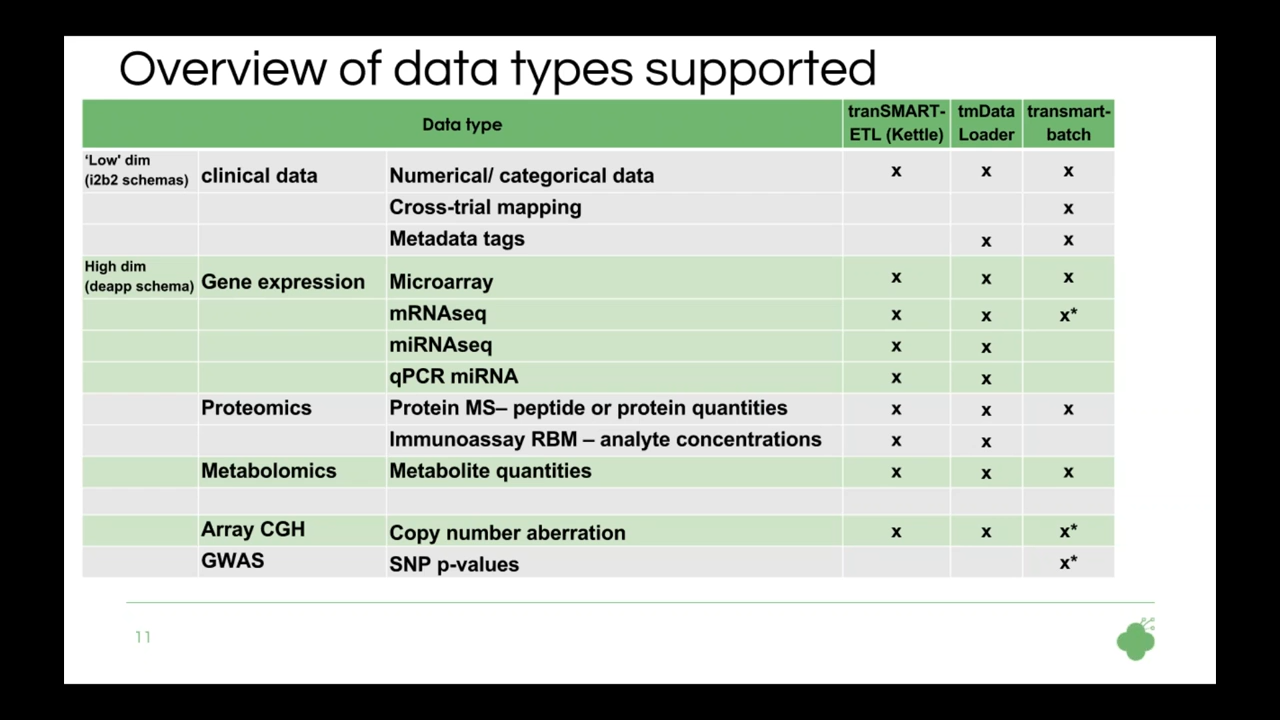 Overview of data types supported
Data type
tranSMART-
ETL (Kettle)
tmData
Loader
transmart-
batch
‘Low' dim
(i2b2 schemas)
clinical data
Numerical/ categorical data
x x x
Cross-trial mapping
x
Metadata tags
x x
High dim
(deapp schema)
Gene expression
Microarray
x x x
mRNAseq
x x x*
miRNAseq
x x
qPCR miRNA
x x
Proteomics
Protein MS– peptide or protein quantities
x x x
Immunoassay RBM – analyte concentrations
x x
Metabolomics
Metabolite quantities
x x x
Array CGH
Copy number aberration
x x x*
GWAS
SNP p-values
x*
11